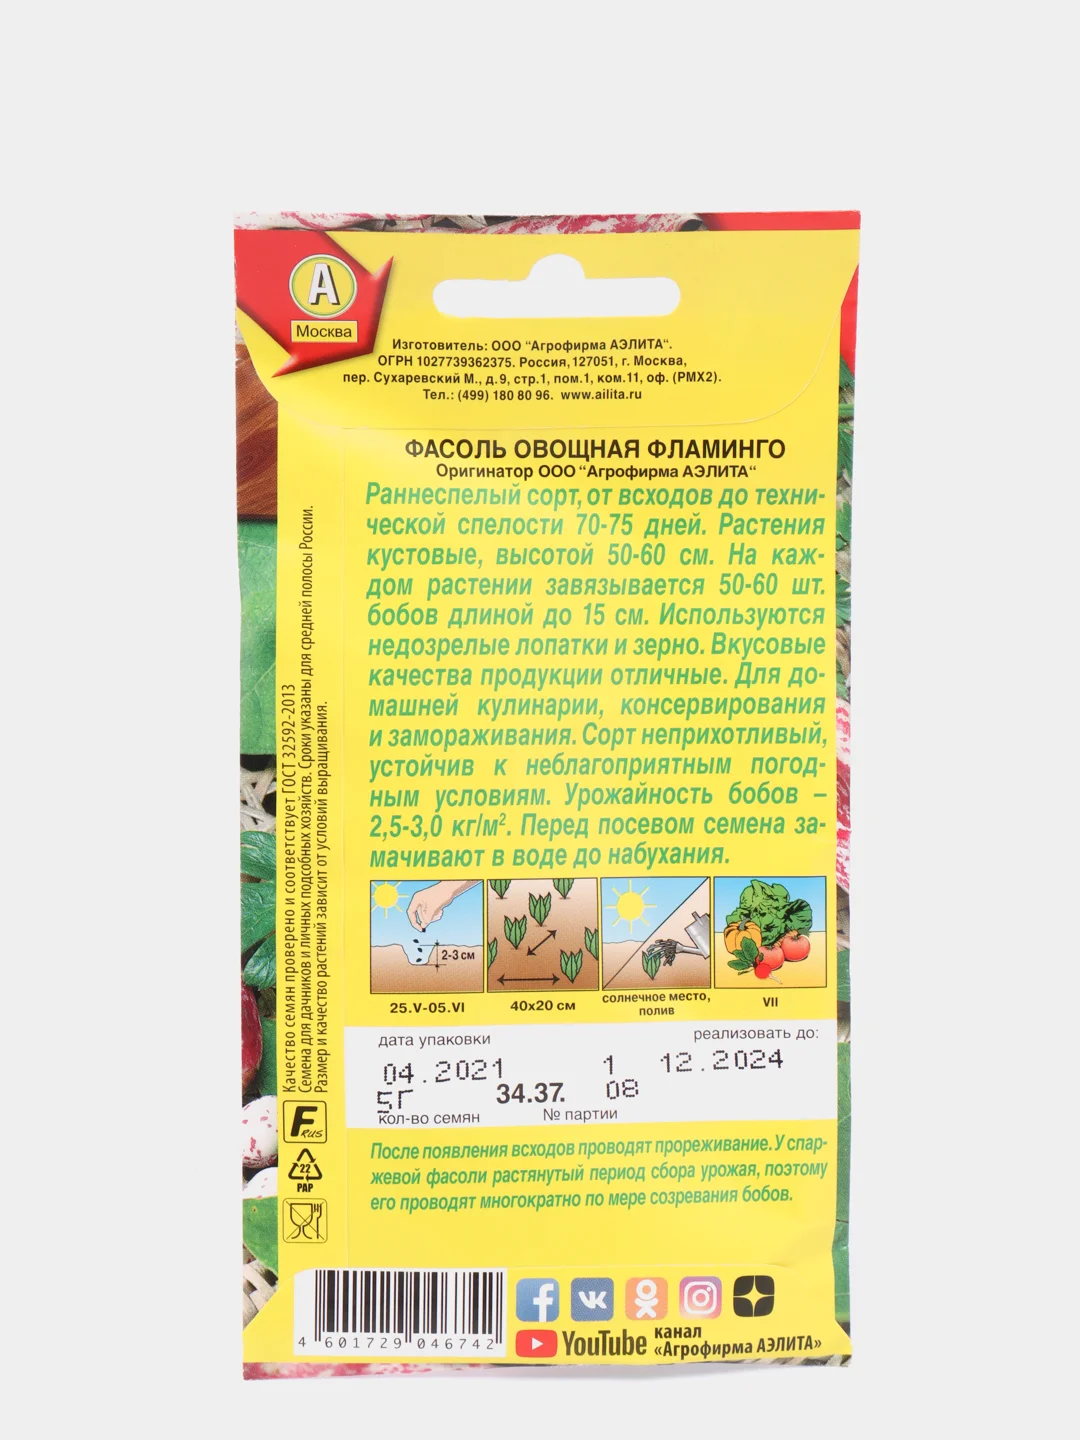 А
Москва
Изготовитель: ООО "Агрофирма АЭЛИТА".
ОГРН 1027739362375. Россия,127051, г. Москва,
пер. Сухаревский М., д.9, стр.1, пом.1, ком.11, оф. (РМХ2).
Тел.: (499) 180 80 96. www.ailita.ru
ФАСОЛЬ ОВОЩНАЯ ФЛАМИНГО
Оригинатор ООО "Агрофирма АЭЛИТА"
Раннеспелый сорт, от всходов до техни-
ческой спелости 70-75 дней. Растения
кустовые, высотой 50-60 см. На каж-
дом растении завязывается 50-60 шт.
бобов длиной до 15 см. Используются
недозрелые лопатки и зерно. Вкусовые
качества продукции отличные. Для до-
машней кулинарии, консервирования
и замораживания. Сорт неприхотливый,
устойчив к неблагоприятным погод-
ным условиям. Урожайность бобов –
2,5-3,0 кг/м². Перед посевом семена за-
мачивают в воде до набухания.
2-3 см
25.V-05.VI
40x20 см
солнечное место,
полив
VII
дата упаковки
реализовать до:
04.2021
1
12.2024
5г
34.37.
08
кол-во семян
№ партии
После появления всходов проводят прореживание. У спар-
жевой фасоли растянутый период сбора урожая, поэтому
его проводят многократно по мере созревания бобов.
Качество семян проверено и соответствует ГОСТ 32592-2013
Семена для дачников и личных подсобных хозяйств. Сроки указаны для средней полосы России.
Размер и качество растений зависит от условий выращивания.
F RUS
22
PAP
4 601729 046742
YouTube
канал
«Агрофирма АЭЛИТА»